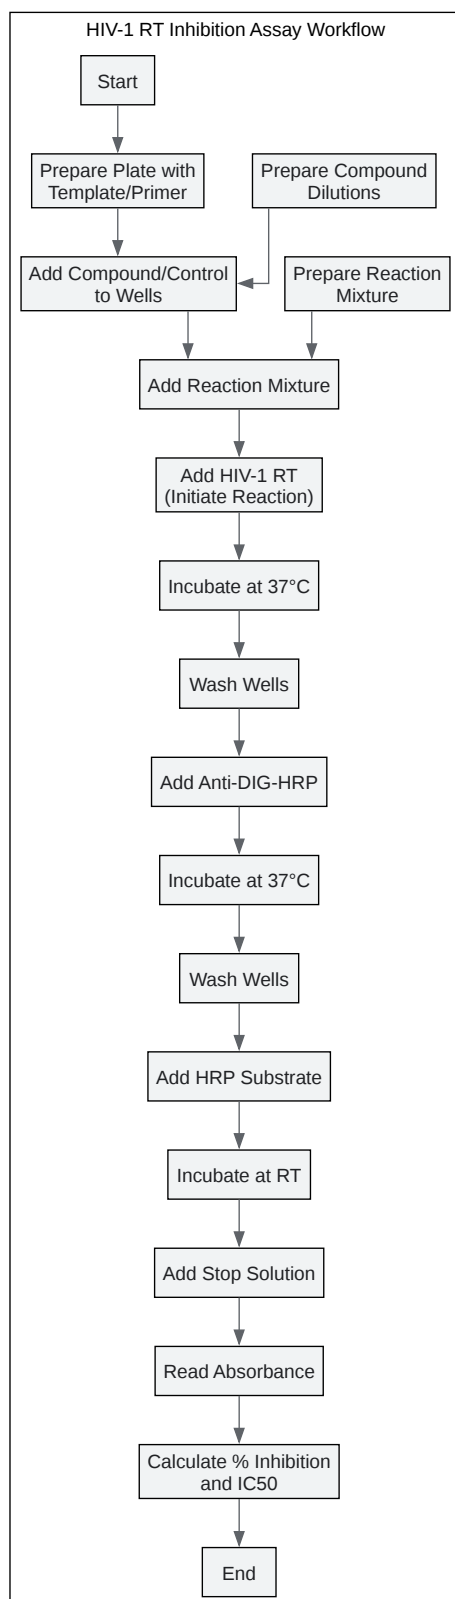 HIV-1 RT Inhibition Assay Workflow
Start
Prepare Plate with
Template/Primer
Prepare Compound
Dilutions
Add Compound/Control
to Wells
Prepare Reaction
Mixture
Add Reaction Mixture
Add HIV-1 RT
(Initiate Reaction)
Incubate at 37°C
Wash Wells
Add Anti-DIG-HRP
Incubate at 37°C
Wash Wells
Add HRP Substrate
Incubate at RT
Add Stop Solution
Read Absorbance
Calculate % Inhibition
and IC50
End